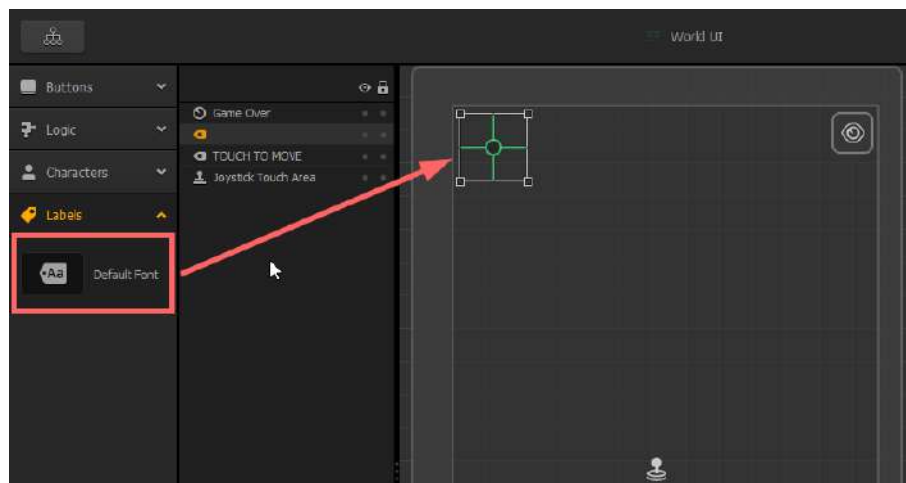 World UI
Buttons
Logic
Characters
Labels
Aa
Default Font
Game Over
TOUCH TO MOVE
Joystick Touch Area